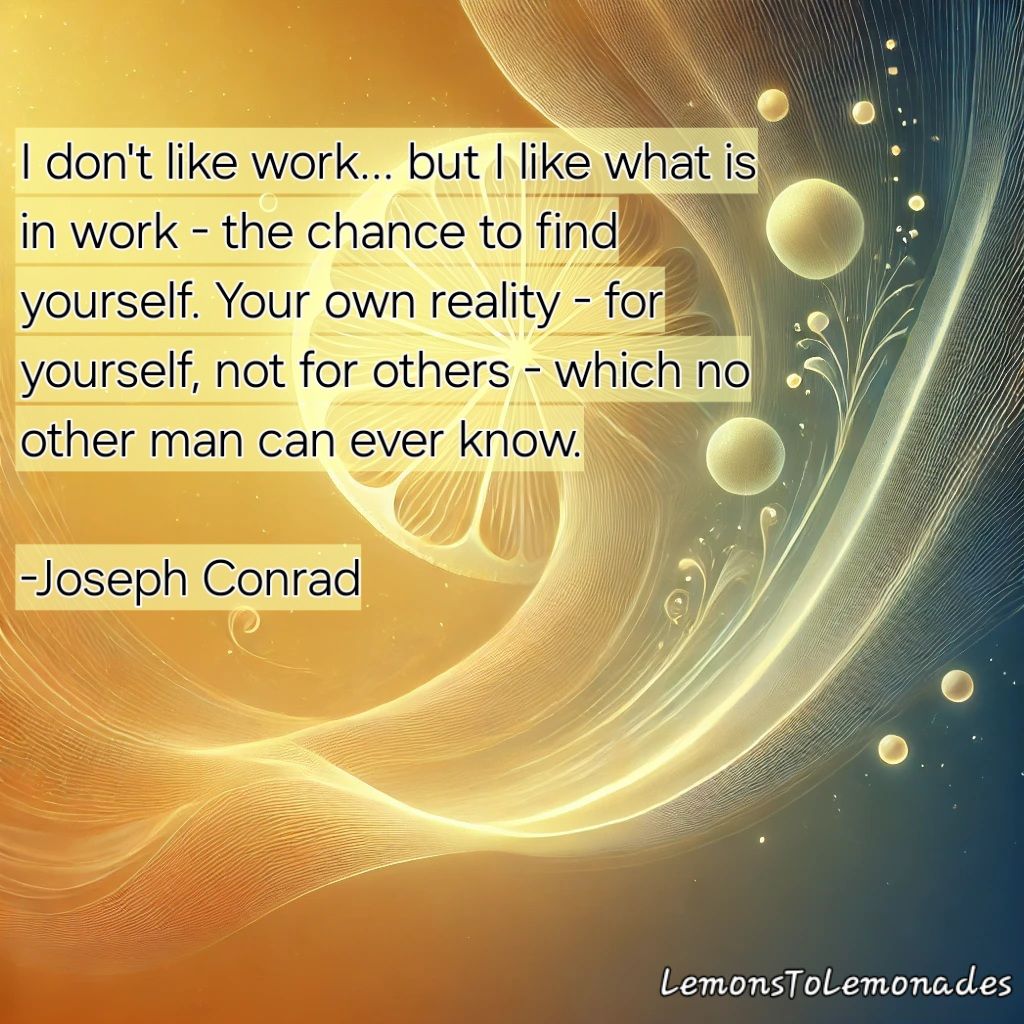 I don't like work... but I like what is
in work - the chance to find
yourself. Your own reality - for
yourself, not for others - which no
other man can ever know.
-Joseph Conrad
LemonsToLemonades